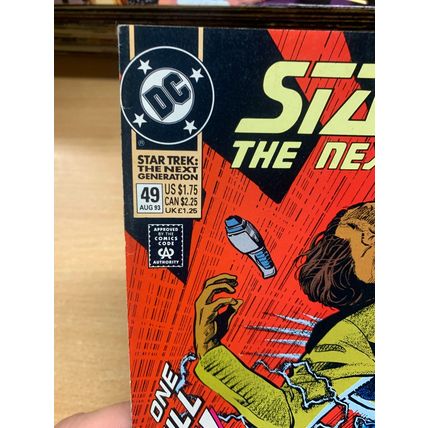 DC
STAR TREK:
THE NEXT
GENERATION
49
AUG 93
US $1.75
CAN $2.25
UK £1.25
APPROVED
BY THE
COMICS
CODE
AUTHORITY
THE NEX
ONE